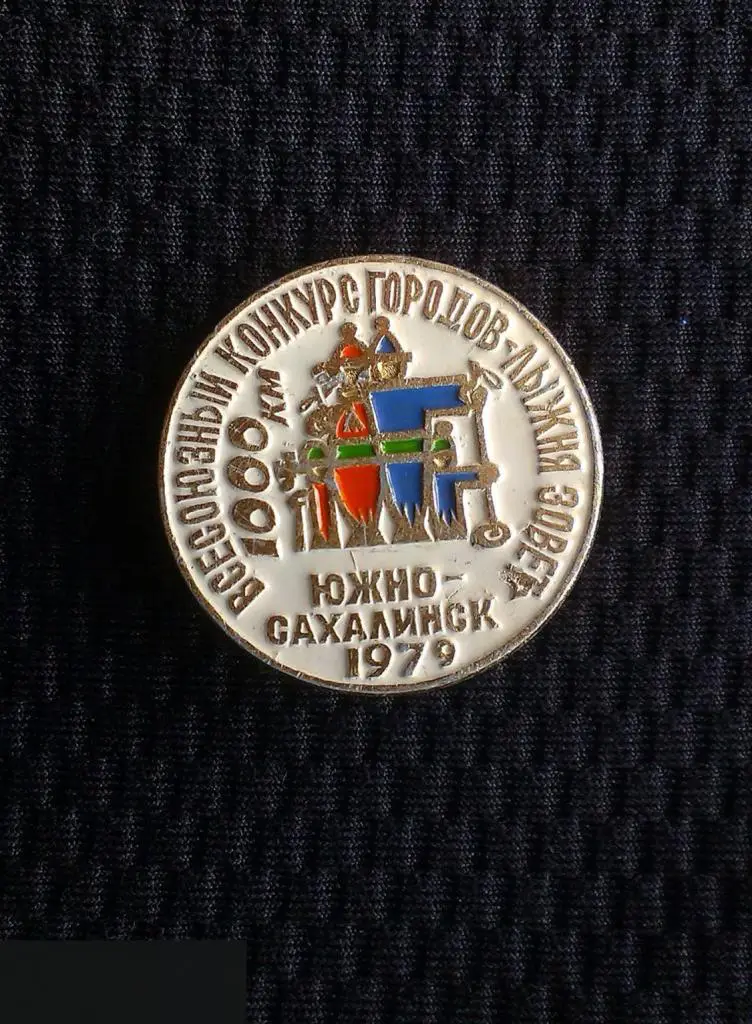 ВСЕСОЮЗНЫЙ КОНКУРС ГОРОДОВ-ЛЫЖНЯ ЗОВЕТ
1000 КМ
ЮЖНО-
САХАЛИНСК
1979